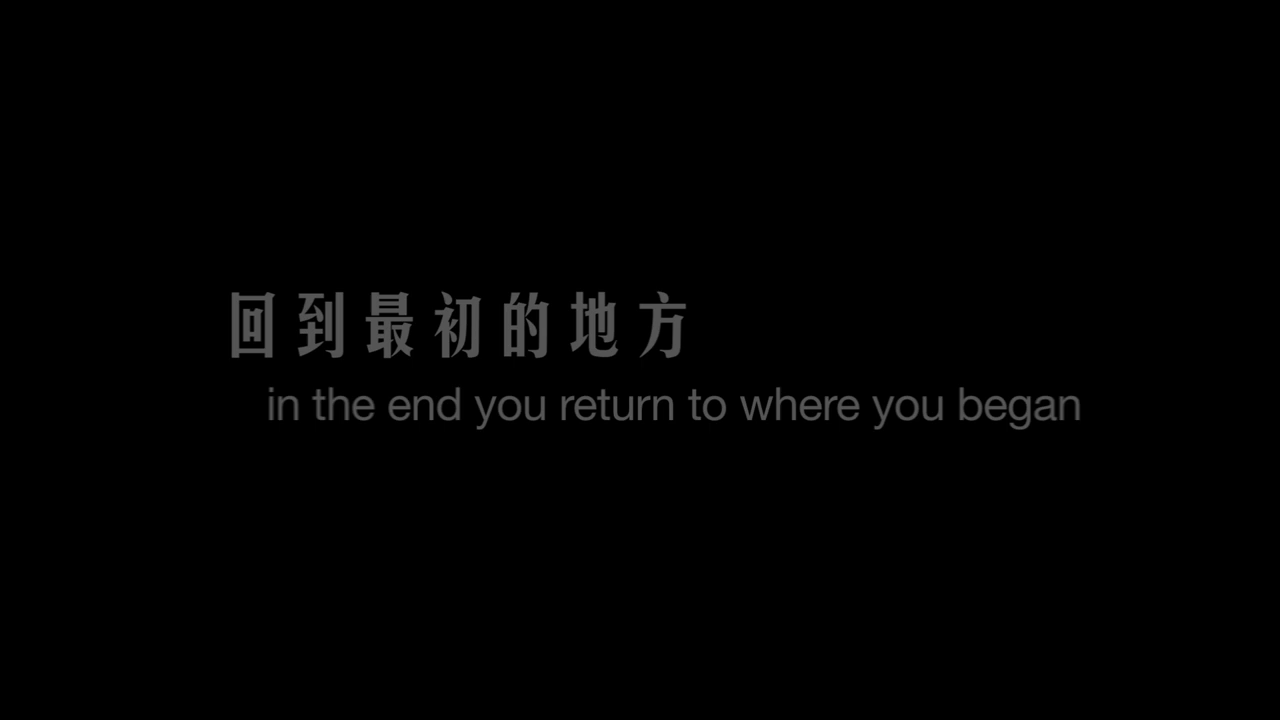 回到最初的地方
in the end you return to where you began